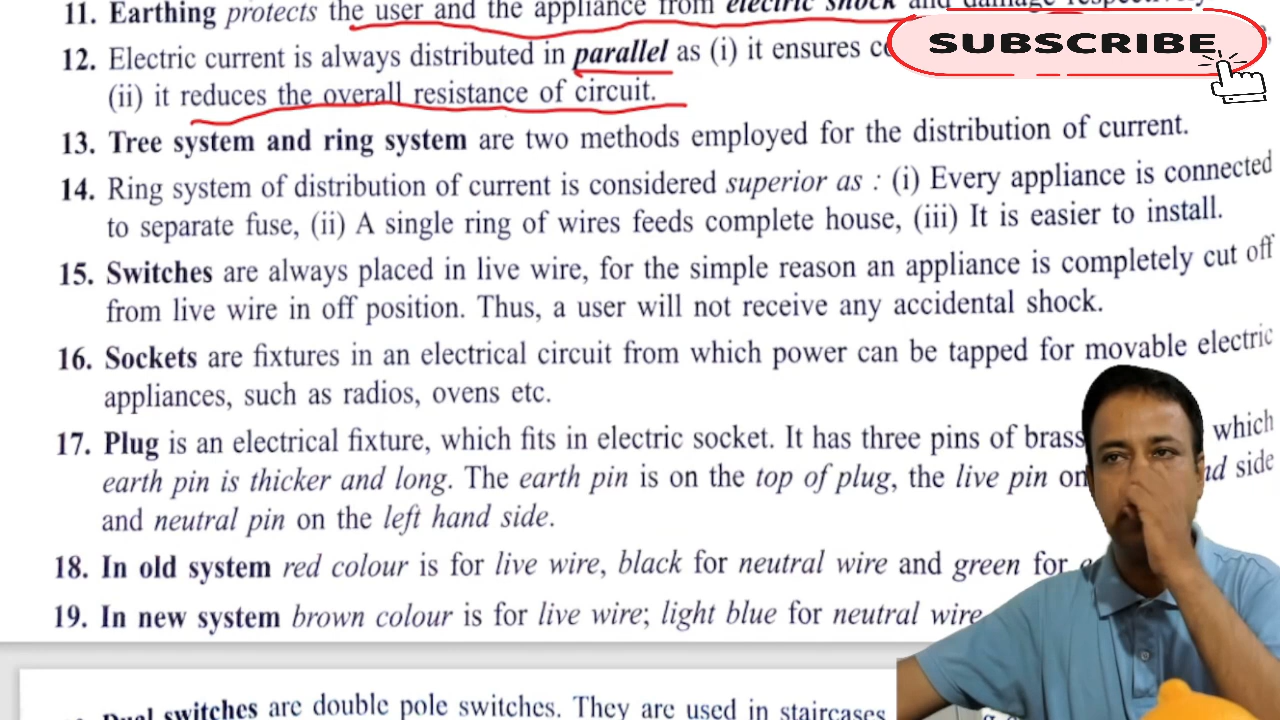 11. Earthing protects the user and the appliance from electric shock and damage respectively
SUBSCRIBE
12. Electric current is always distributed in parallel as (i) it ensures
(ii) it reduces the overall resistance of circuit.
13. Tree system and ring system are two methods employed for the distribution of current.
14. Ring system of distribution of current is considered superior as : (i) Every appliance is connected
to separate fuse, (ii) A single ring of wires feeds complete house, (iii) It is easier to install.
15. Switches are always placed in live wire, for the simple reason an appliance is completely cut off
from live wire in off position. Thus, a user will not receive any accidental shock.
16. Sockets are fixtures in an electrical circuit from which power can be tapped for movable electric
appliances, such as radios, ovens etc.
17. Plug is an electrical fixture, which fits in electric socket. It has three pins of brass which
earth pin is thicker and long. The earth pin is on the top of plug, the live pin on side
and neutral pin on the left hand side.
18. In old system red colour is for live wire, black for neutral wire and green for
19. In new system brown colour is for live wire; light blue for neutral wire
Dual switches are double pole switches. They are used in staircases